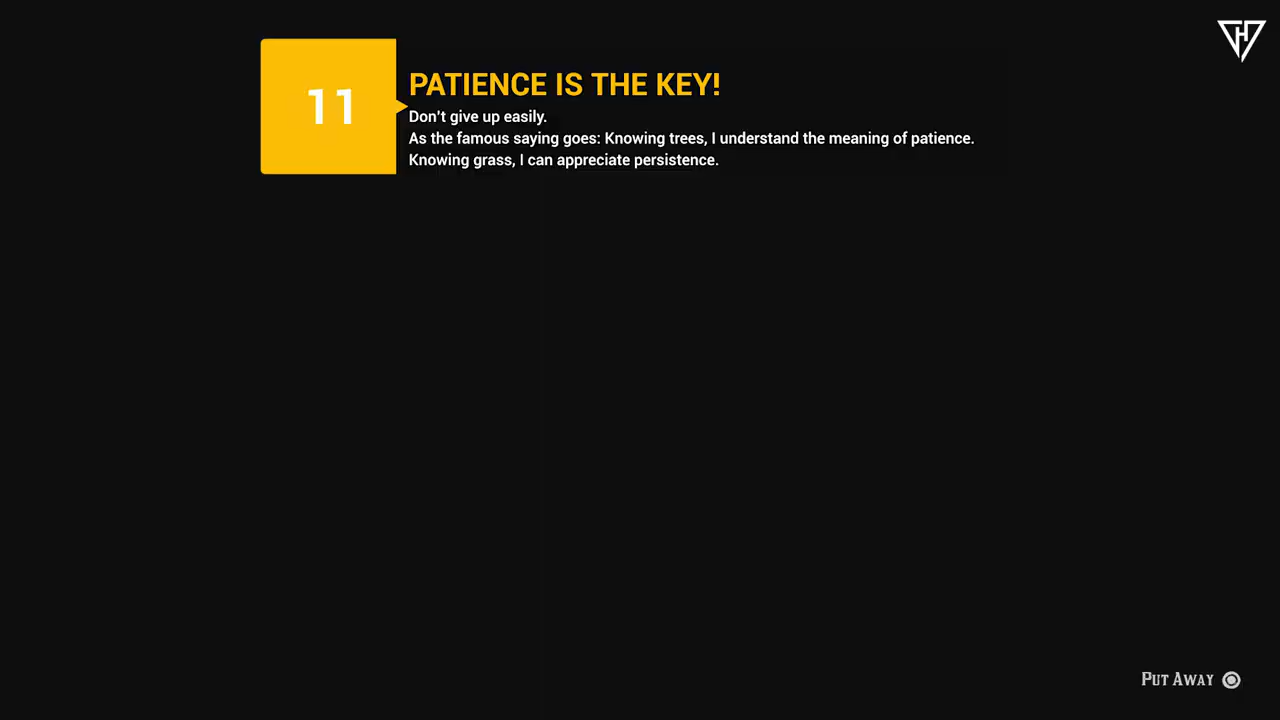 11
PATIENCE IS THE KEY!
Don't give up easily.
As the famous saying goes: Knowing trees, I understand the meaning of patience.
Knowing grass, I can appreciate persistence.
Put Away